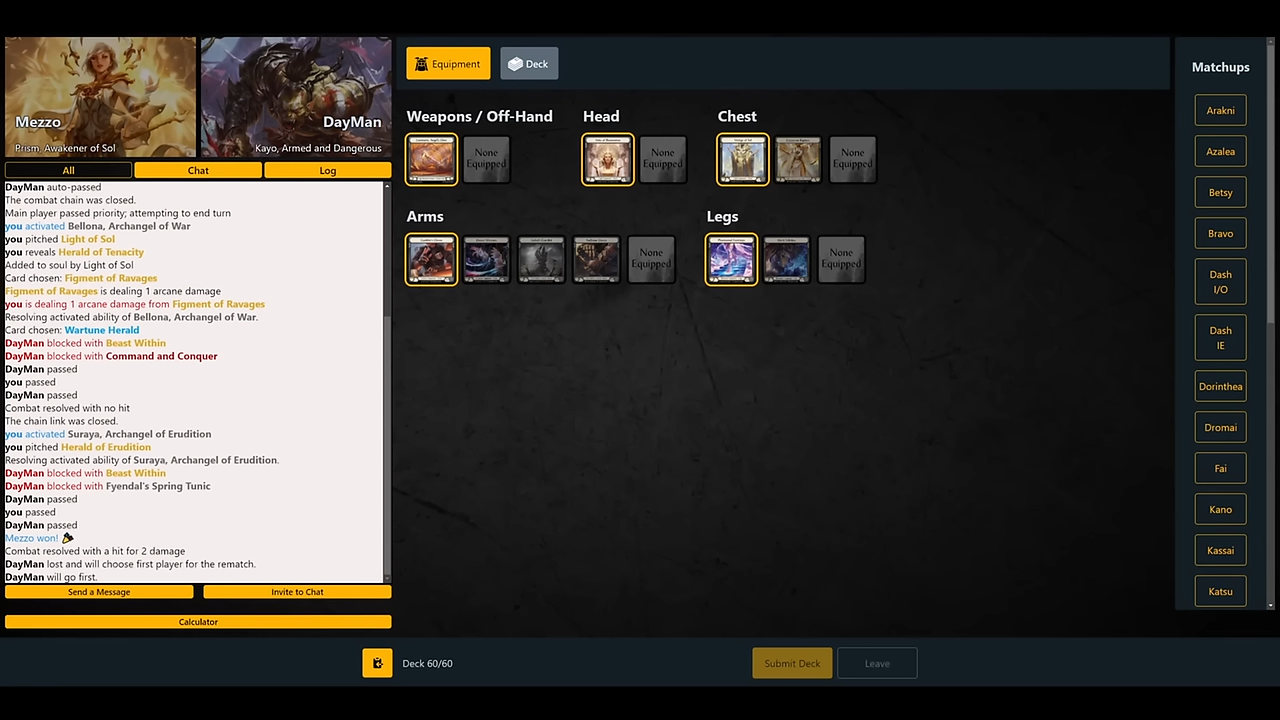 Mezzo
Prism, Awakener of Sol
DayMan
Kayo, Armed and Dangerous
All
Chat
Log
DayMan auto-passed
The combat chain was closed.
Main player passed priority; attempting to end turn
you activated Bellona, Archangel of War
you pitched Light of Sol
you reveals Herald of Tenacity
Added to soul by Light of Sol
Card chosen: Figment of Ravages
Figment of Ravages is dealing 1 arcane damage
you is dealing 1 arcane damage from Figment of Ravages
Resolving activated ability of Bellona, Archangel of War.
Card chosen: Wartune Herald
DayMan blocked with Beast Within
DayMan blocked with Command and Conquer
DayMan passed
you passed
DayMan passed
Combat resolved with no hit
The chain link was closed.
you activated Suraya, Archangel of Erudition
you pitched Herald of Erudition
Resolving activated ability of Suraya, Archangel of Erudition.
DayMan blocked with Beast Within
DayMan blocked with Fyendal's Spring Tunic
DayMan passed
you passed
DayMan passed
Mezzo won!
Combat resolved with a hit for 2 damage
DayMan lost and will choose first player for the rematch.
DayMan will go first.
Send a Message
Invite to Chat
Calculator
Equipment
Deck
Weapons / Off-Hand
Head
Chest
None
Equipped
None
Equipped
None
Equipped
Arms
Legs
None
Equipped
None
Equipped
Deck 60/60
Submit Deck
Leave
Matchups
Arakni
Azalea
Betsy
Bravo
Dash
I/O
Dash
IE
Dorinthea
Dromai
Fai
Kano
Kassai
Katsu